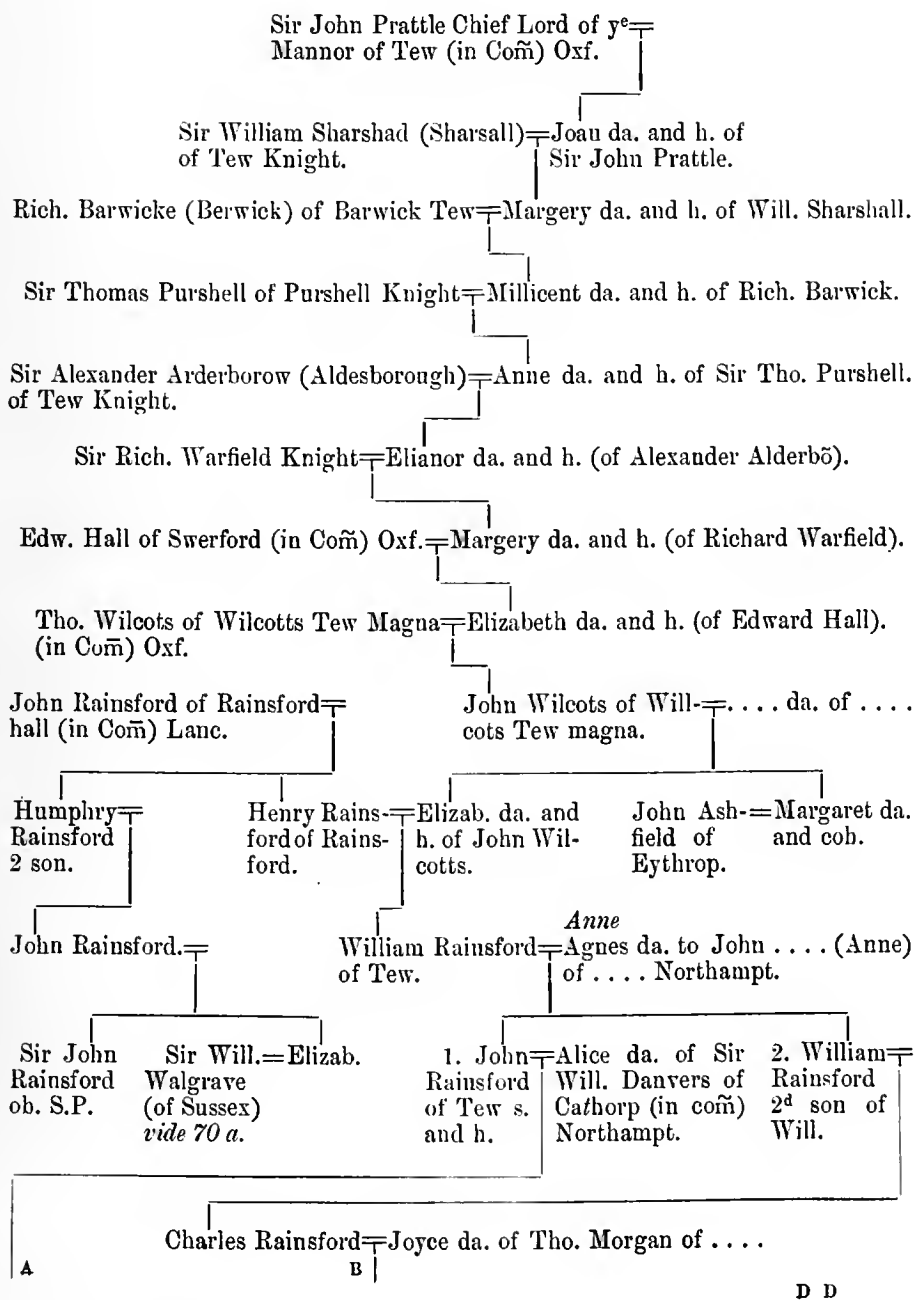 Sir John Prattle Chief Lord of yᵉ
Mannor of Tew (in Com̃) Oxf.
Sir William Sharshad (Sharsall) Joan da. and h. of
of Tew Knight. Sir John Prattle.
Rich. Barwicke (Berwick) of Barwick Tew Margery da. and h. of Will. Sharshall.
Sir Thomas Purshell of Purshell Knight Millicent da. and h. of Rich. Barwick.
Sir Alexander Arderborow (Aldesborough) Anne da. and h. of Sir Tho. Purshell.
of Tew Knight.
Sir Rich. Warfield Knight Elianor da. and h. (of Alexander Alderbõ).
Edw. Hall of Swerford (in Com̃) Oxf. Margery da. and h. (of Richard Warfield).
Tho. Wilcots of Wilcotts Tew Magna Elizabeth da. and h. (of Edward Hall).
(in Com̃) Oxf.
John Rainsford of Rainsford John Wilcots of Will- . . . . da. of . . . .
hall (in Com̃) Lanc. cots Tew magna.
Humphry Henry Rains- Elizab. da. and John Ash- Margaret da.
Rainsford ford of Rains- h. of John Wil- field of and coh.
2 son. ford. cotts. Eythrop.
Anne
John Rainsford. William Rainsford Agnes da. to John . . . . (Anne)
of Tew. of . . . . Northampt.
Sir John Sir Will. = Elizab. 1. John Alice da. of Sir 2. William
Rainsford Walgrave Rainsford Will. Danvers of Rainsford
ob. S.P. (of Sussex) of Tew s. Cathorp (in com̃) 2ᵈ son of
vide 70 a. and h. Northampt. Will.
Charles Rainsford Joyce da. of Tho. Morgan of . . . .
A B
D D